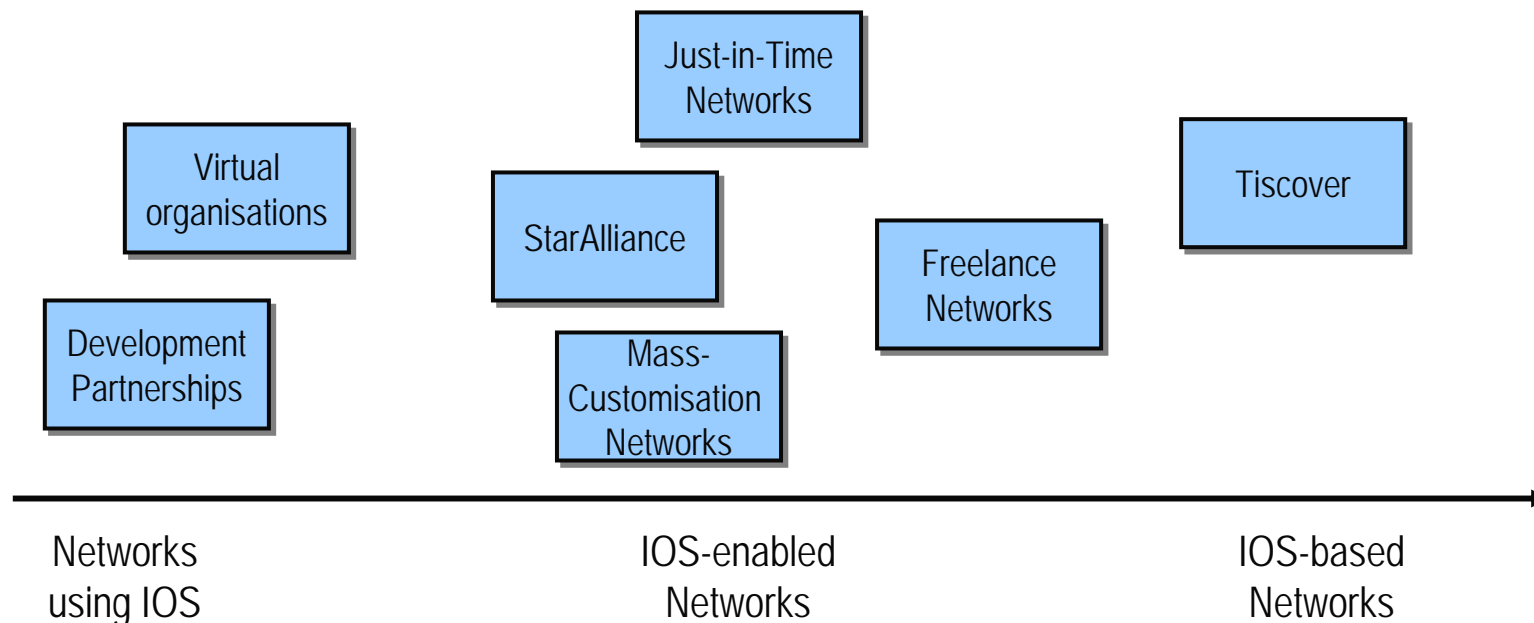 Just-in-Time
Networks
Virtual
organisations
StarAlliance
Tiscover
Freelance
Networks
Development
Partnerships
Mass-
Customisation
Networks
Networks
using IOS
IOS-enabled
Networks
IOS-based
Networks